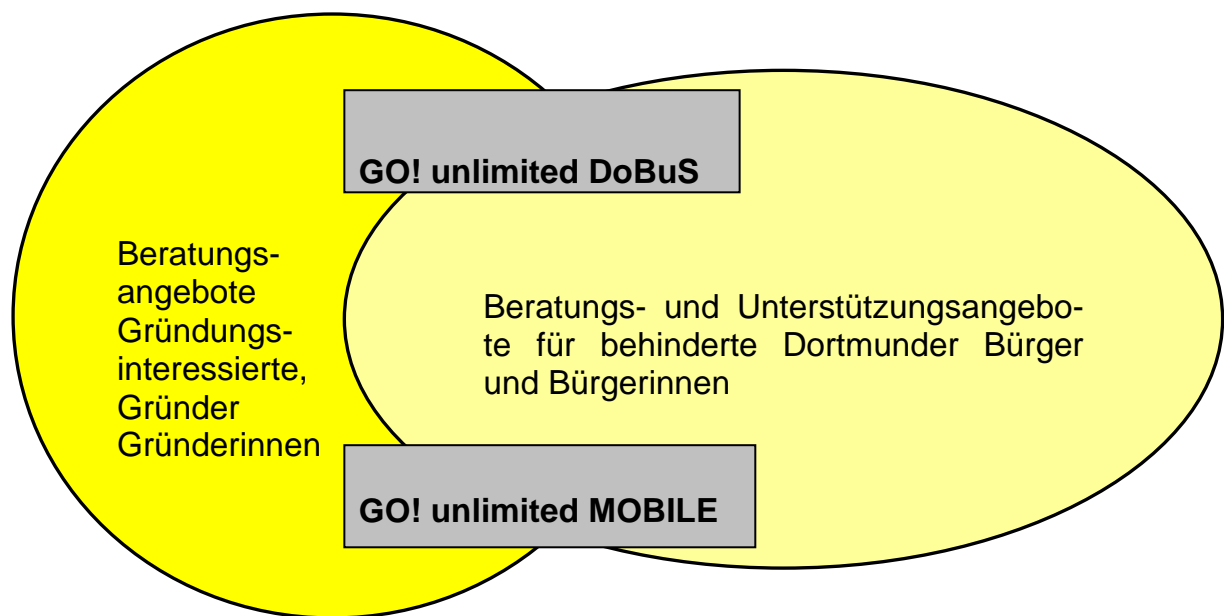 GO! unlimited DoBuS
Beratungs-
angebote
Gründungs-
interessierte,
Gründer
Gründerinnen
Beratungs- und Unterstützungsangebo-
te für behinderte Dortmunder Bürger
und Bürgerinnen
GO! unlimited MOBILE